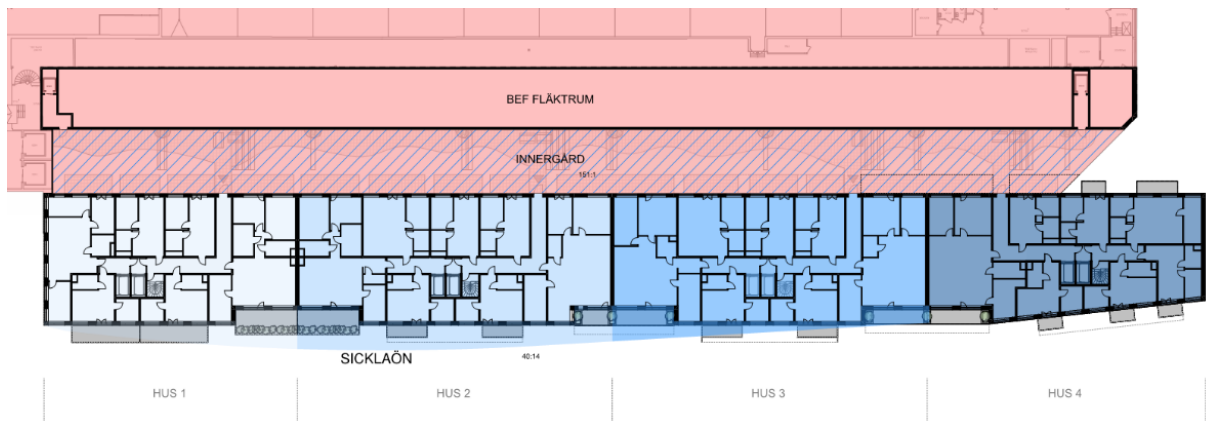 BEF FLÄKTRUM
INNERGÅRD
151:1
SICKLAÖN
40:14
HUS 1
HUS 2
HUS 3
HUS 4